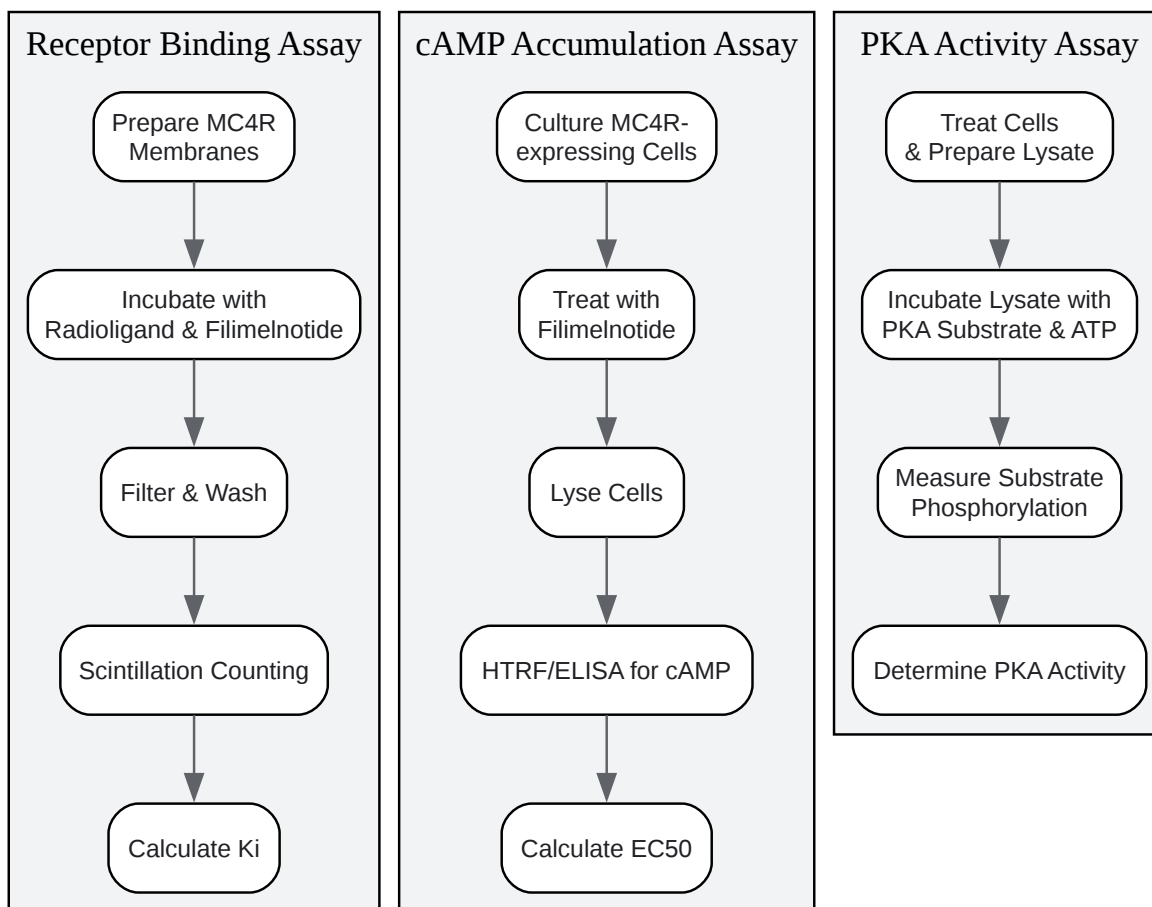 Receptor Binding Assay
Prepare MC4R
Membranes
Incubate with
Radioligand & Filimelnotide
Filter & Wash
Scintillation Counting
Calculate Ki
cAMP Accumulation Assay
Culture MC4R-
expressing Cells
Treat with
Filimelnotide
Lyse Cells
HTRF/ELISA for cAMP
Calculate EC50
PKA Activity Assay
Treat Cells
& Prepare Lysate
Incubate Lysate with
PKA Substrate & ATP
Measure Substrate
Phosphorylation
Determine PKA Activity